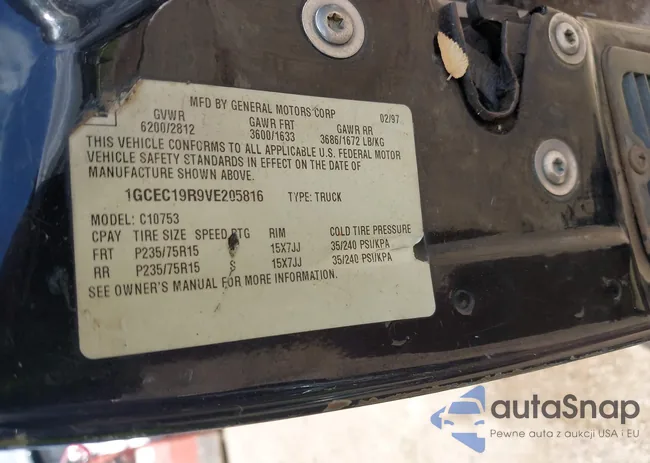 MFD BY GENERAL MOTORS CORP 02/97
GVWR GAWR FRT GAWR RR
6200/2812 3600/1633 3686/1672 LB/KG
THIS VEHICLE CONFORMS TO ALL APPLICABLE U.S. FEDERAL MOTOR
VEHICLE SAFETY STANDARDS IN EFFECT ON THE DATE OF
MANUFACTURE SHOWN ABOVE.
1GCEC19R9VE205816 TYPE: TRUCK
MODEL: C10753
CPAY TIRE SIZE SPEED RTG RIM COLD TIRE PRESSURE
FRT P235/75R15 15X7JJ 35/240 PSI/KPA
RR P235/75R15 S 15X7JJ 35/240 PSI/KPA
SEE OWNER'S MANUAL FOR MORE INFORMATION.
autaSnap
Pewne auta z aukcji USA i EU